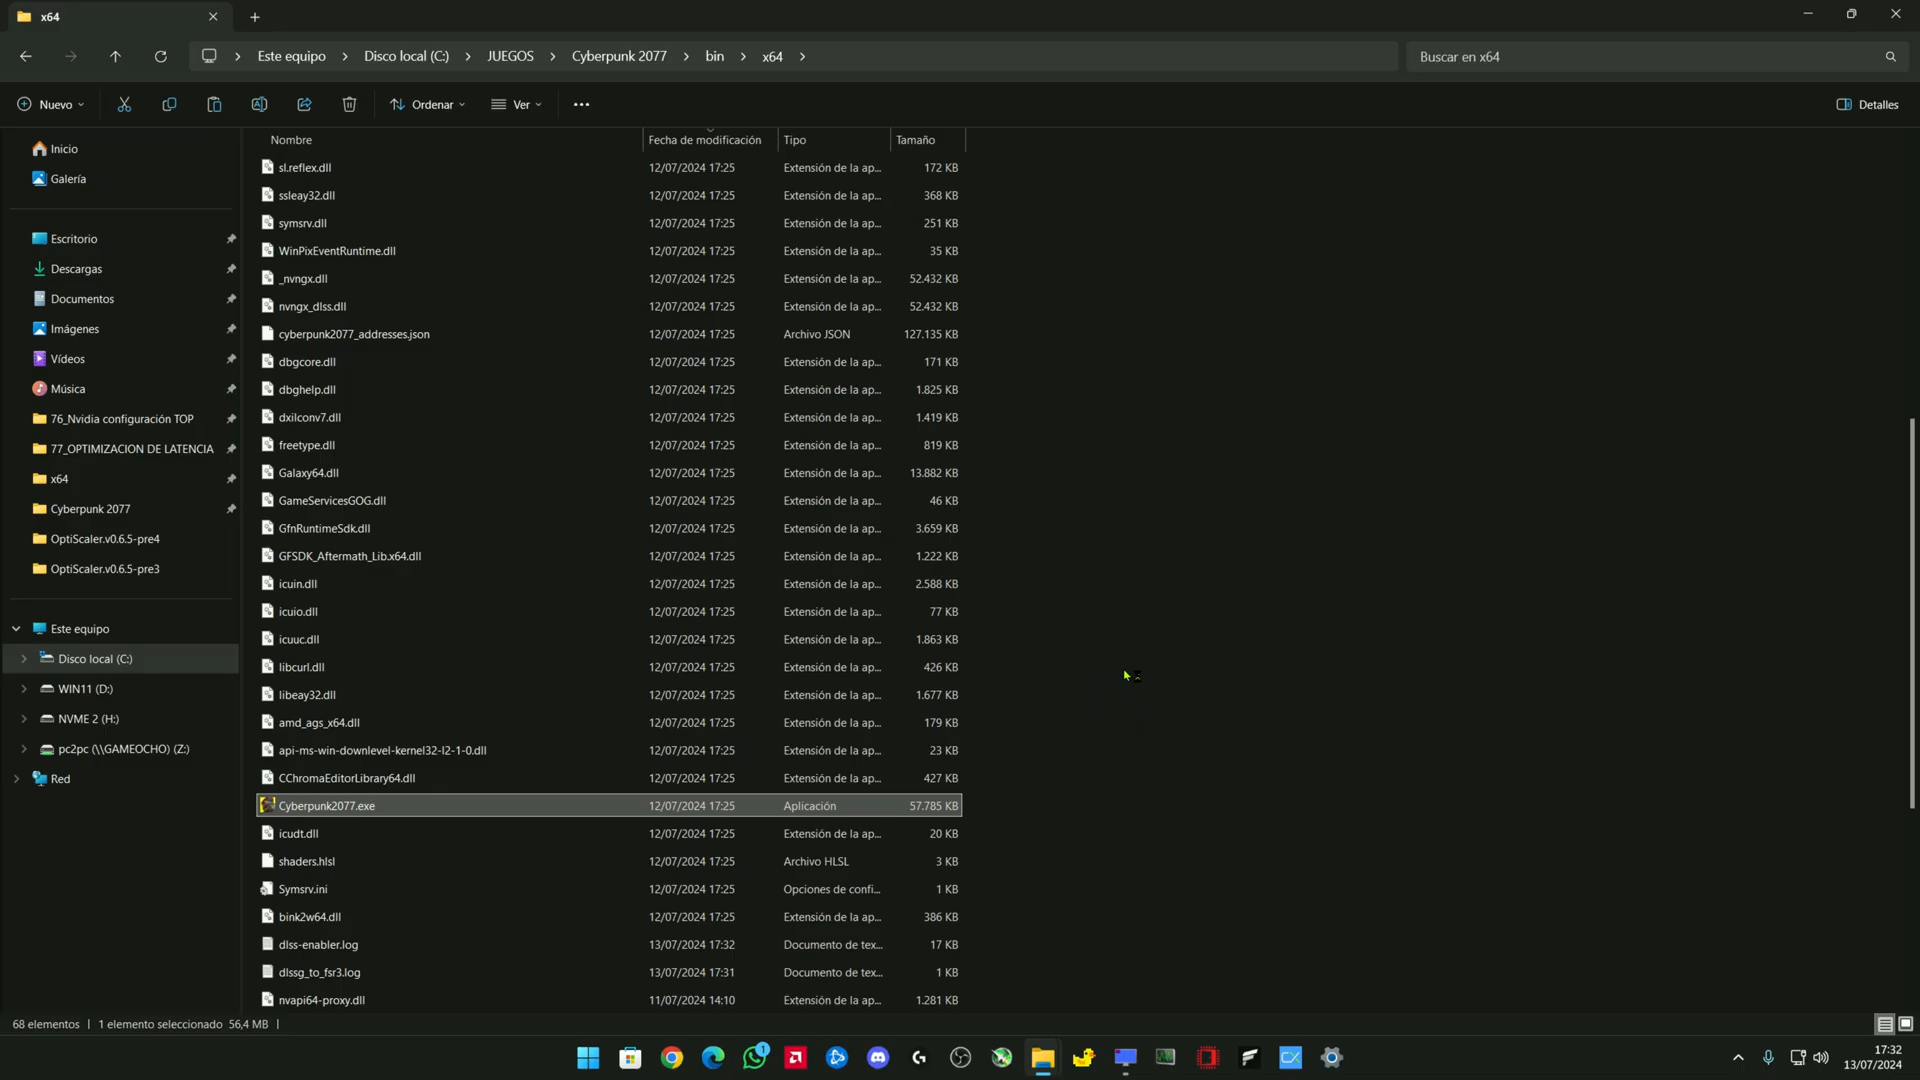 x64
Este equipo
Disco local (C:)
JUEGOS
Cyberpunk 2077
bin
x64
Buscar en x64
Nuevo
Ordenar
Ver
Detalles
Inicio
Galería
Escritorio
Descargas
Documentos
Imágenes
Vídeos
Música
76_Nvidia configuración TOP
77_OPTIMIZACION DE LATENCIA
x64
Cyberpunk 2077
OptiScaler.v0.6.5-pre4
OptiScaler.v0.6.5-pre3
Este equipo
Disco local (C:)
WIN11 (D:)
NVME 2 (H:)
pc2pc (\\GAMEOCHO) (Z:)
Red
Nombre Fecha de modificación Tipo Tamaño
sl.reflex.dll 12/07/2024 17:25 Extensión de la ap... 172 KB
ssleay32.dll 12/07/2024 17:25 Extensión de la ap... 368 KB
symsrv.dll 12/07/2024 17:25 Extensión de la ap... 251 KB
WinPixEventRuntime.dll 12/07/2024 17:25 Extensión de la ap... 35 KB
_nvngx.dll 12/07/2024 17:25 Extensión de la ap... 52.432 KB
nvngx_dlss.dll 12/07/2024 17:25 Extensión de la ap... 52.432 KB
cyberpunk2077_addresses.json 12/07/2024 17:25 Archivo JSON 127.135 KB
dbgcore.dll 12/07/2024 17:25 Extensión de la ap... 171 KB
dbghelp.dll 12/07/2024 17:25 Extensión de la ap... 1.825 KB
dxilconv7.dll 12/07/2024 17:25 Extensión de la ap... 1.419 KB
freetype.dll 12/07/2024 17:25 Extensión de la ap... 819 KB
Galaxy64.dll 12/07/2024 17:25 Extensión de la ap... 13.882 KB
GameServicesGOG.dll 12/07/2024 17:25 Extensión de la ap... 46 KB
GfnRuntimeSdk.dll 12/07/2024 17:25 Extensión de la ap... 3.659 KB
GFSDK_Aftermath_Lib.x64.dll 12/07/2024 17:25 Extensión de la ap... 1.222 KB
icuin.dll 12/07/2024 17:25 Extensión de la ap... 2.588 KB
icuio.dll 12/07/2024 17:25 Extensión de la ap... 77 KB
icuuc.dll 12/07/2024 17:25 Extensión de la ap... 1.863 KB
libcurl.dll 12/07/2024 17:25 Extensión de la ap... 426 KB
libeay32.dll 12/07/2024 17:25 Extensión de la ap... 1.677 KB
amd_ags_x64.dll 12/07/2024 17:25 Extensión de la ap... 179 KB
api-ms-win-downlevel-kernel32-l2-1-0.dll 12/07/2024 17:25 Extensión de la ap... 23 KB
CChromaEditorLibrary64.dll 12/07/2024 17:25 Extensión de la ap... 427 KB
Cyberpunk2077.exe 12/07/2024 17:25 Aplicación 57.785 KB
icudt.dll 12/07/2024 17:25 Extensión de la ap... 20 KB
shaders.hlsl 12/07/2024 17:25 Archivo HLSL 3 KB
Symsrv.ini 12/07/2024 17:25 Opciones de confi... 1 KB
bink2w64.dll 12/07/2024 17:25 Extensión de la ap... 386 KB
dlss-enabler.log 13/07/2024 17:32 Documento de tex... 17 KB
dlssg_to_fsr3.log 13/07/2024 17:31 Documento de tex... 1 KB
nvapi64-proxy.dll 11/07/2024 14:10 Extensión de la ap... 1.281 KB
68 elementos
1 elemento seleccionado 56,4 MB
1
17:32
13/07/2024